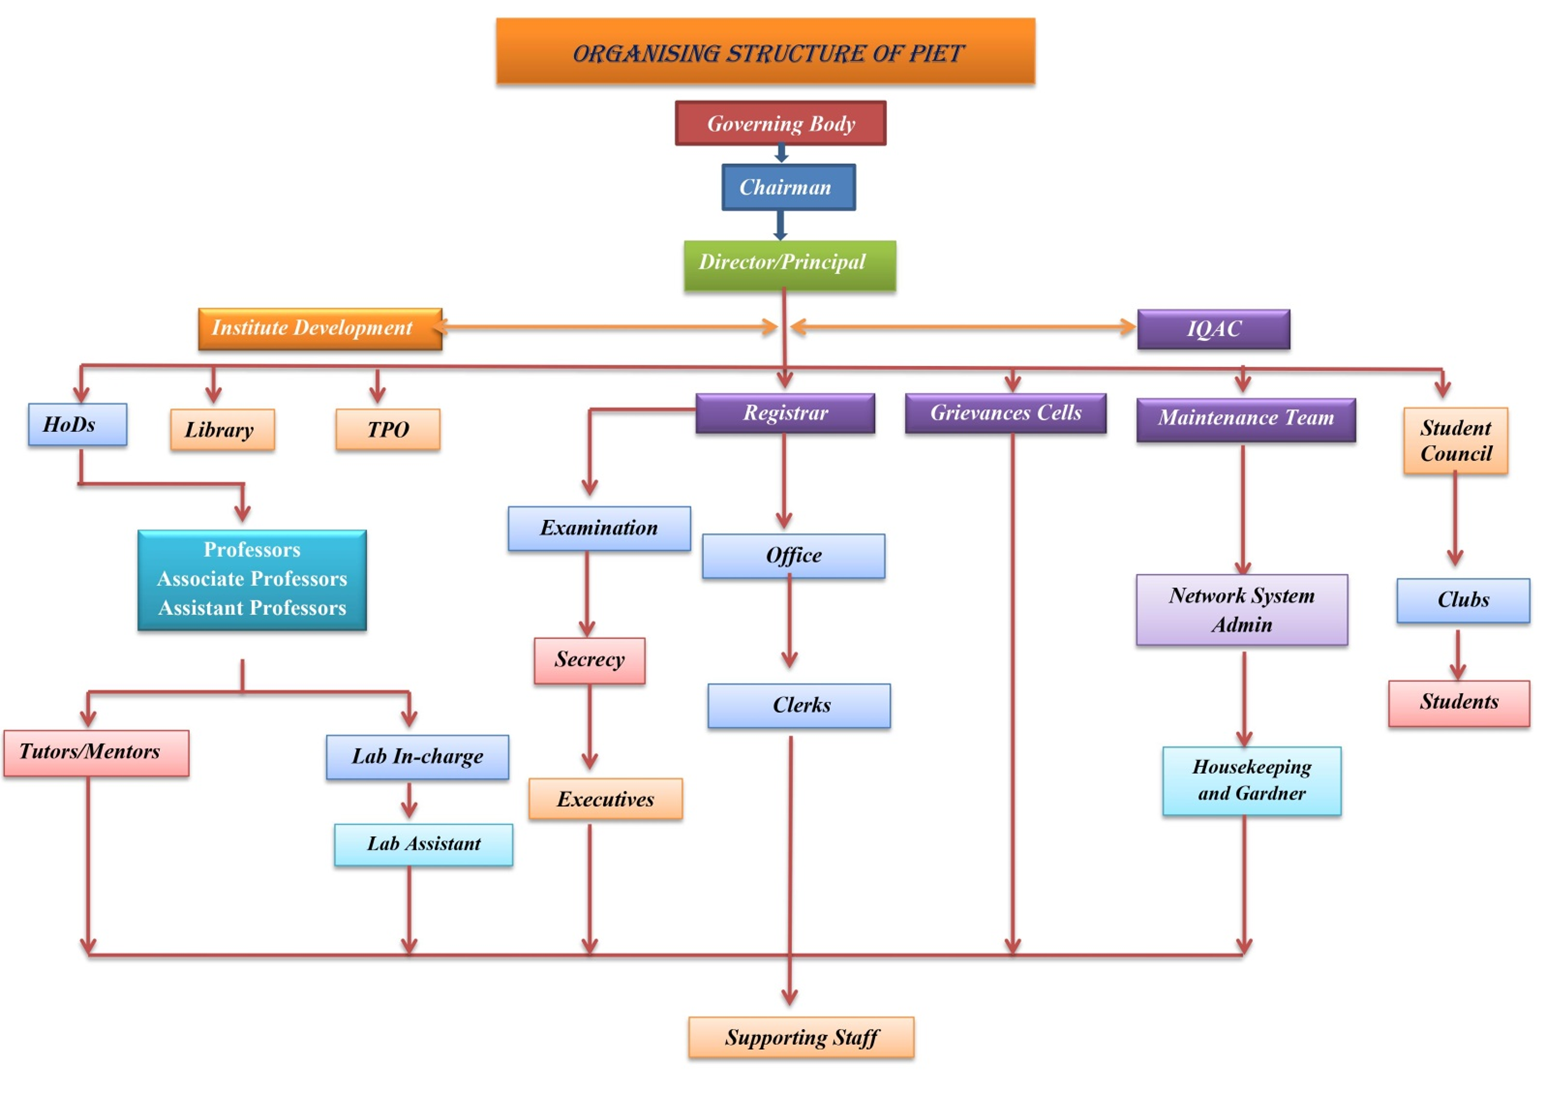 ORGANISING STRUCTURE OF PIET
Governing Body
Chairman
Director/Principal
Institute Development
IQAC
HoDs
Library
TPO
Registrar
Grievances Cells
Maintenance Team
Student
Council
Examination
Office
Professors
Associate Professors
Assistant Professors
Network System
Admin
Clubs
Secrecy
Clerks
Students
Tutors/Mentors
Lab In-charge
Housekeeping
and Gardner
Executives
Lab Assistant
Supporting Staff